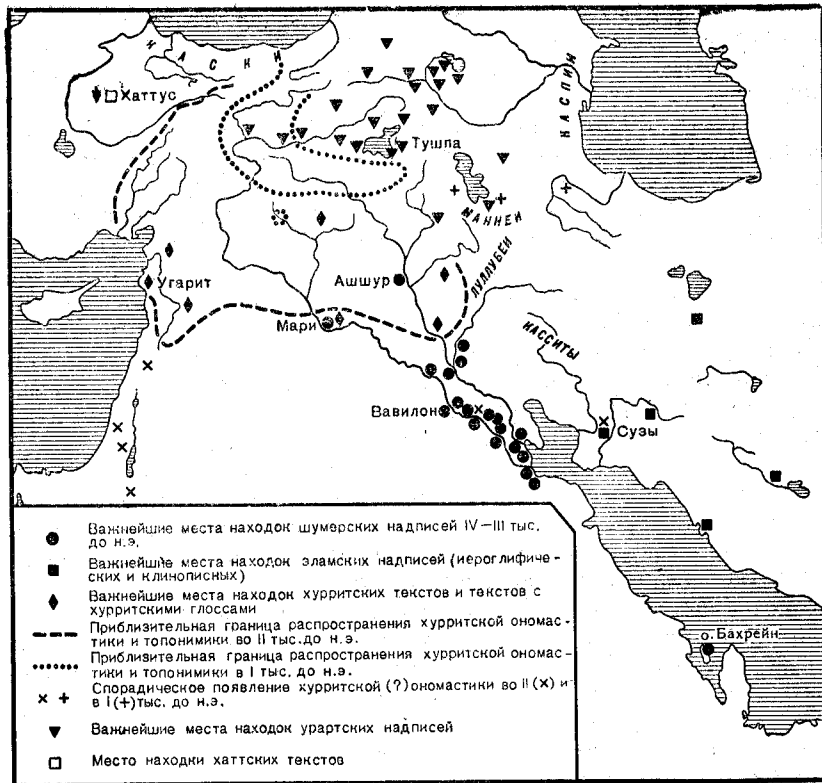 КАСКИ
Хаттус
КАСПИИ
Тушпа
МАННЕИ
ЛУЛЛУБЕИ
Ашшур
Угарит
Мари
КАССИТЫ
Вавилон
Сузы
о. Бахрейн
Важнейшие места находок шумерских надписей IV–III тыс.
до н.э.
Важнейшие места находок эламских надписей (иероглифиче-
ских и клинописных)
Важнейшие места находок хурритских текстов и текстов с
хурритскими глоссами
Приблизительная граница распространения хурритской ономас-
тики и топонимики во II тыс. до н.э.
Приблизительная граница распространения хурритской ономас-
тики и топонимики в I тыс. до н.э.
Спорадическое появление хурритской (?) ономастики во II (×) и
в I (+) тыс. до н.э.
Важнейшие места находок урартских надписей
Место находки хаттских текстов